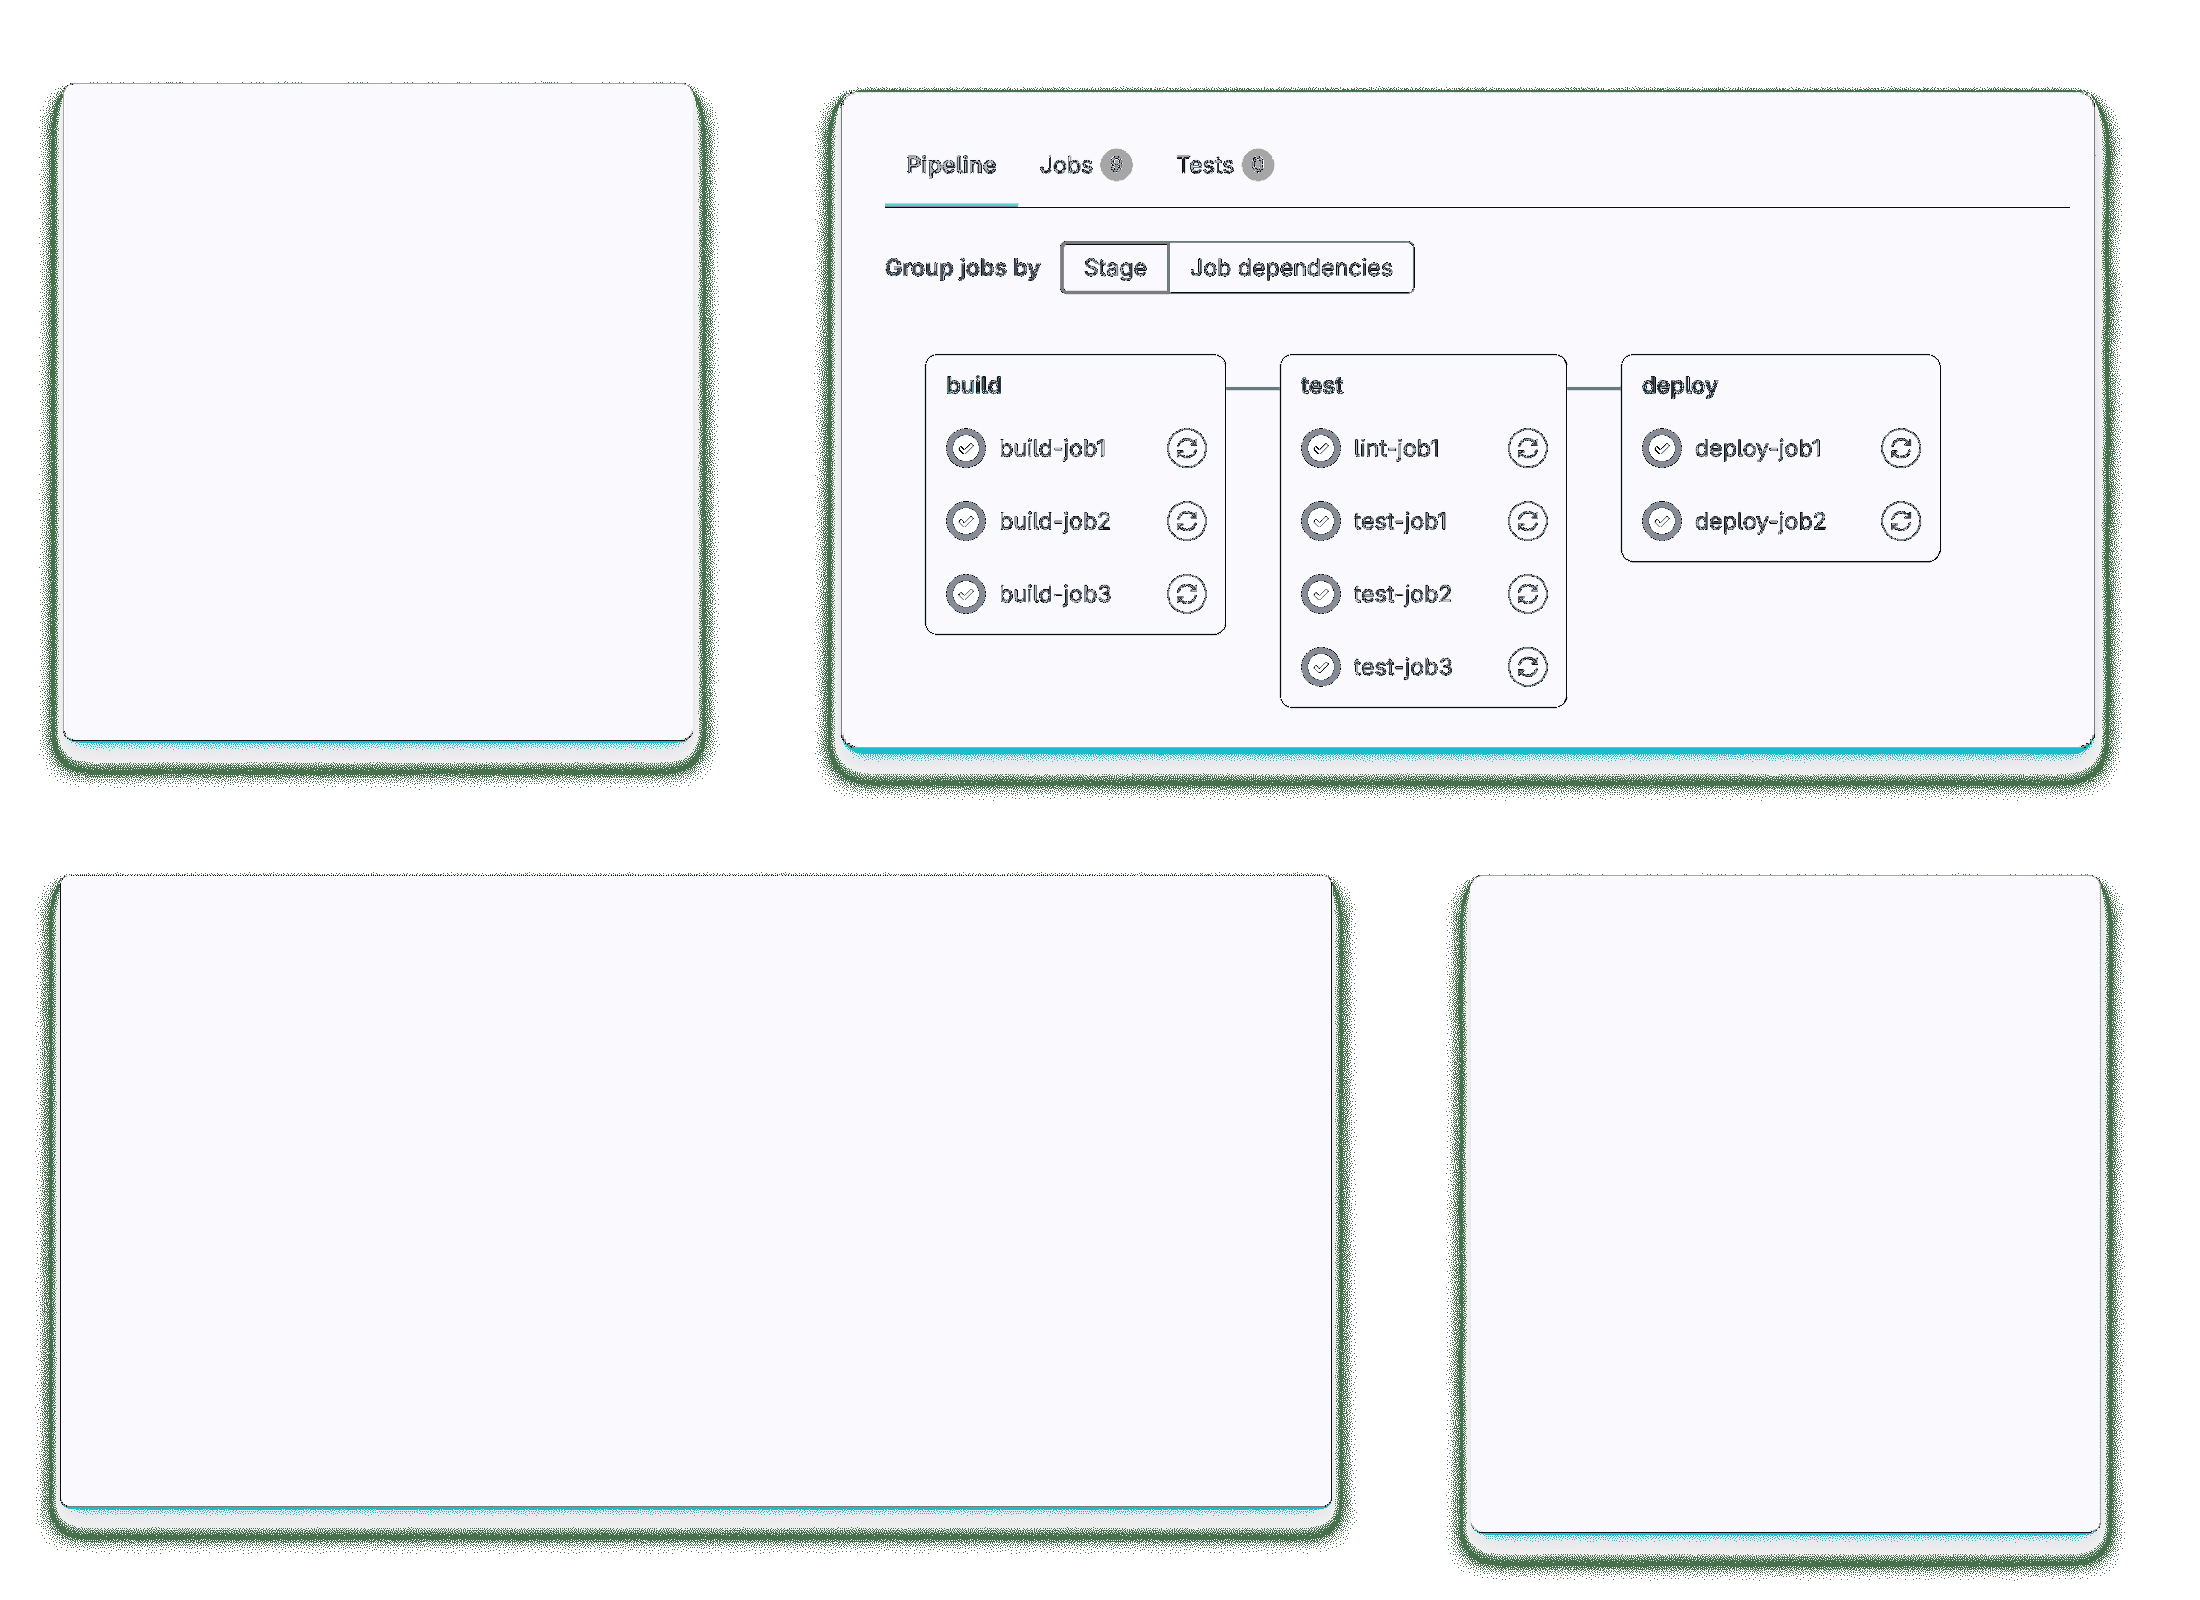 Pipeline Jobs 9 Tests 0
Group jobs by Stage Job dependencies
build
build-job1
build-job2
build-job3
test
lint-job1
test-job1
test-job2
test-job3
deploy
deploy-job1
deploy-job2